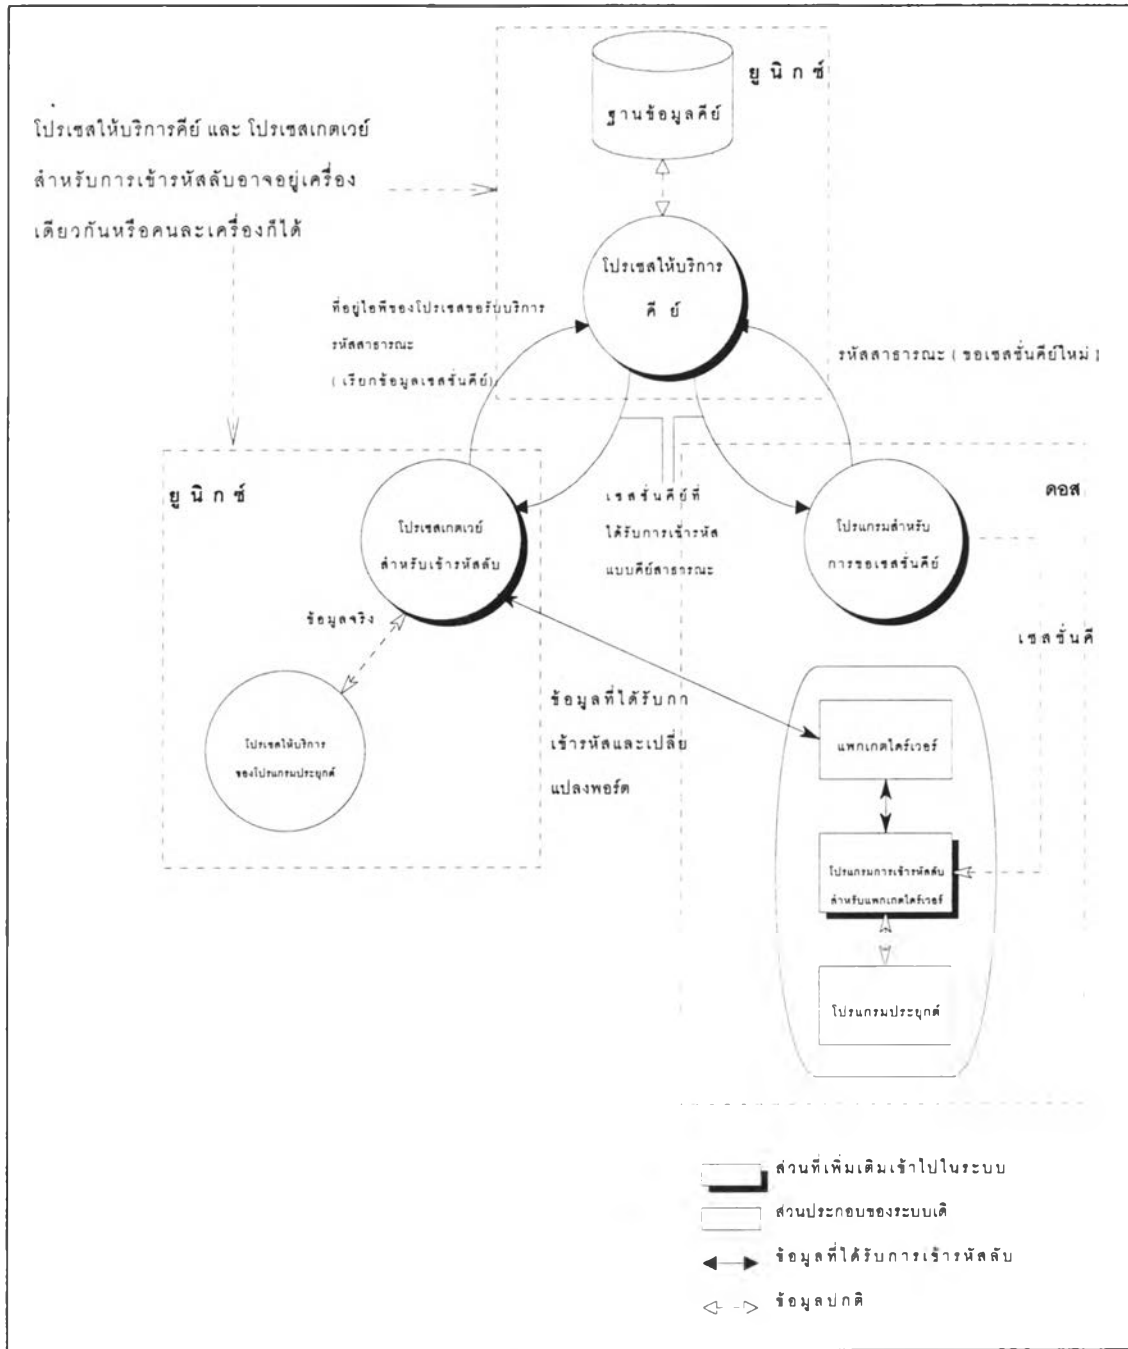 ยูนิกซ์
ฐานข้อมูลคีย์
โปรเซสให้บริการคีย์ และ โปรเซสเกตเวย์
สำหรับการเข้ารหัสลับอาจอยู่เครื่อง
เดียวกันหรือคนละเครื่องก็ได้
โปรเซสให้บริการ
คีย์
ที่อยู่ไอพีของโปรเซสขอรับบริการ
รหัสสาธารณะ
( เรียกข้อมูลเซสชั่นคีย์)
รหัสสาธารณะ ( ขอเซสชั่นคีย์ใหม่ )
ยูนิกซ์
ดอส
โปรเซสเกตเวย์
สำหรับเข้ารหัสลับ
เซสชั่นคีย์ที่
ได้รับการเข้ารหัส
แบบคีย์สาธารณะ
โปรแกรมสำหรับ
การขอเซสชั่นคีย์
ข้อมูลจริง
เซสชั่นคี
โปรเซสให้บริการ
ของโปรแกรมประยุกต์
ข้อมูลที่ได้รับกา
เข้ารหัสและเปลี่ย
แปลงพอร์ต
แพกเกตไดร์เวอร์
โปรแกรมการเข้ารหัสลับ
สำหรับแพกเกตไดร์เวอร์
โปรแกรมประยุกต์
ส่วนที่เพิ่มเติมเข้าไปในระบบ
ส่วนประกอบของระบบเดิ
ข้อมูลที่ได้รับการเข้ารหัสลับ
ข้อมูลปกติ